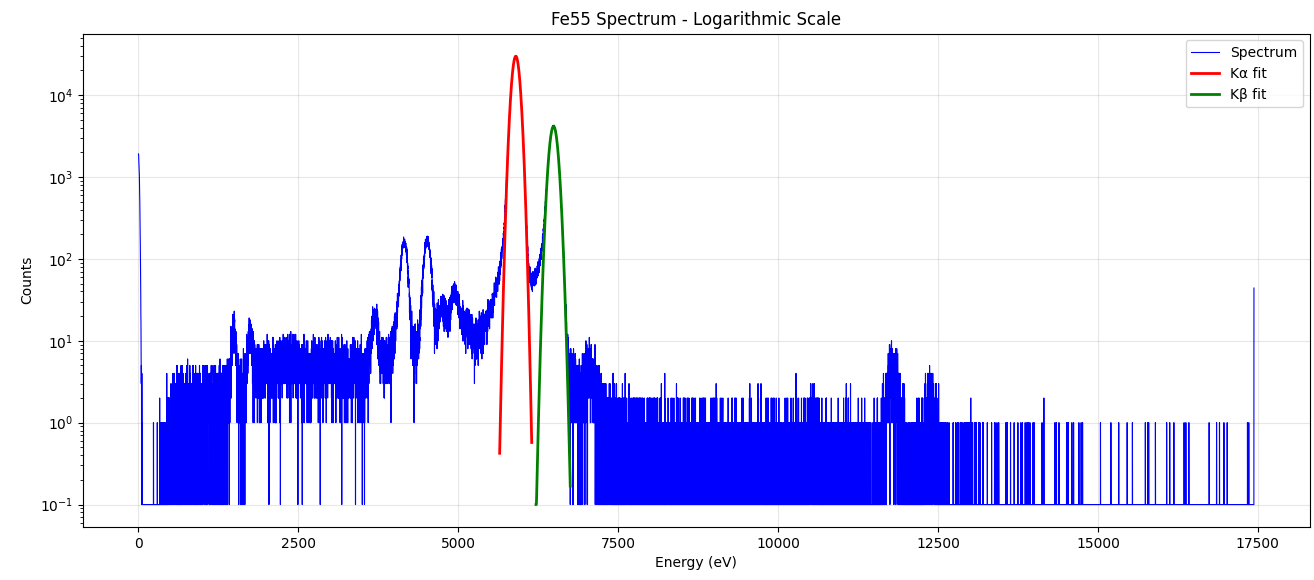 Fe55 Spectrum - Logarithmic Scale
Spectrum
Kα fit
Kβ fit
Counts
10⁴
10³
10²
10¹
10⁰
10⁻¹
0 2500 5000 7500 10000 12500 15000 17500
Energy (eV)